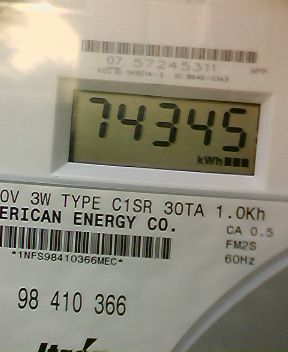 07 57245311
74345
kWh
0V 3W TYPE C1SR 30TA 1.0Kh
ERICAN ENERGY CO.
CA 0.5
FM2S
60Hz
*1NFS98410366MEC*
98 410 366
Itron